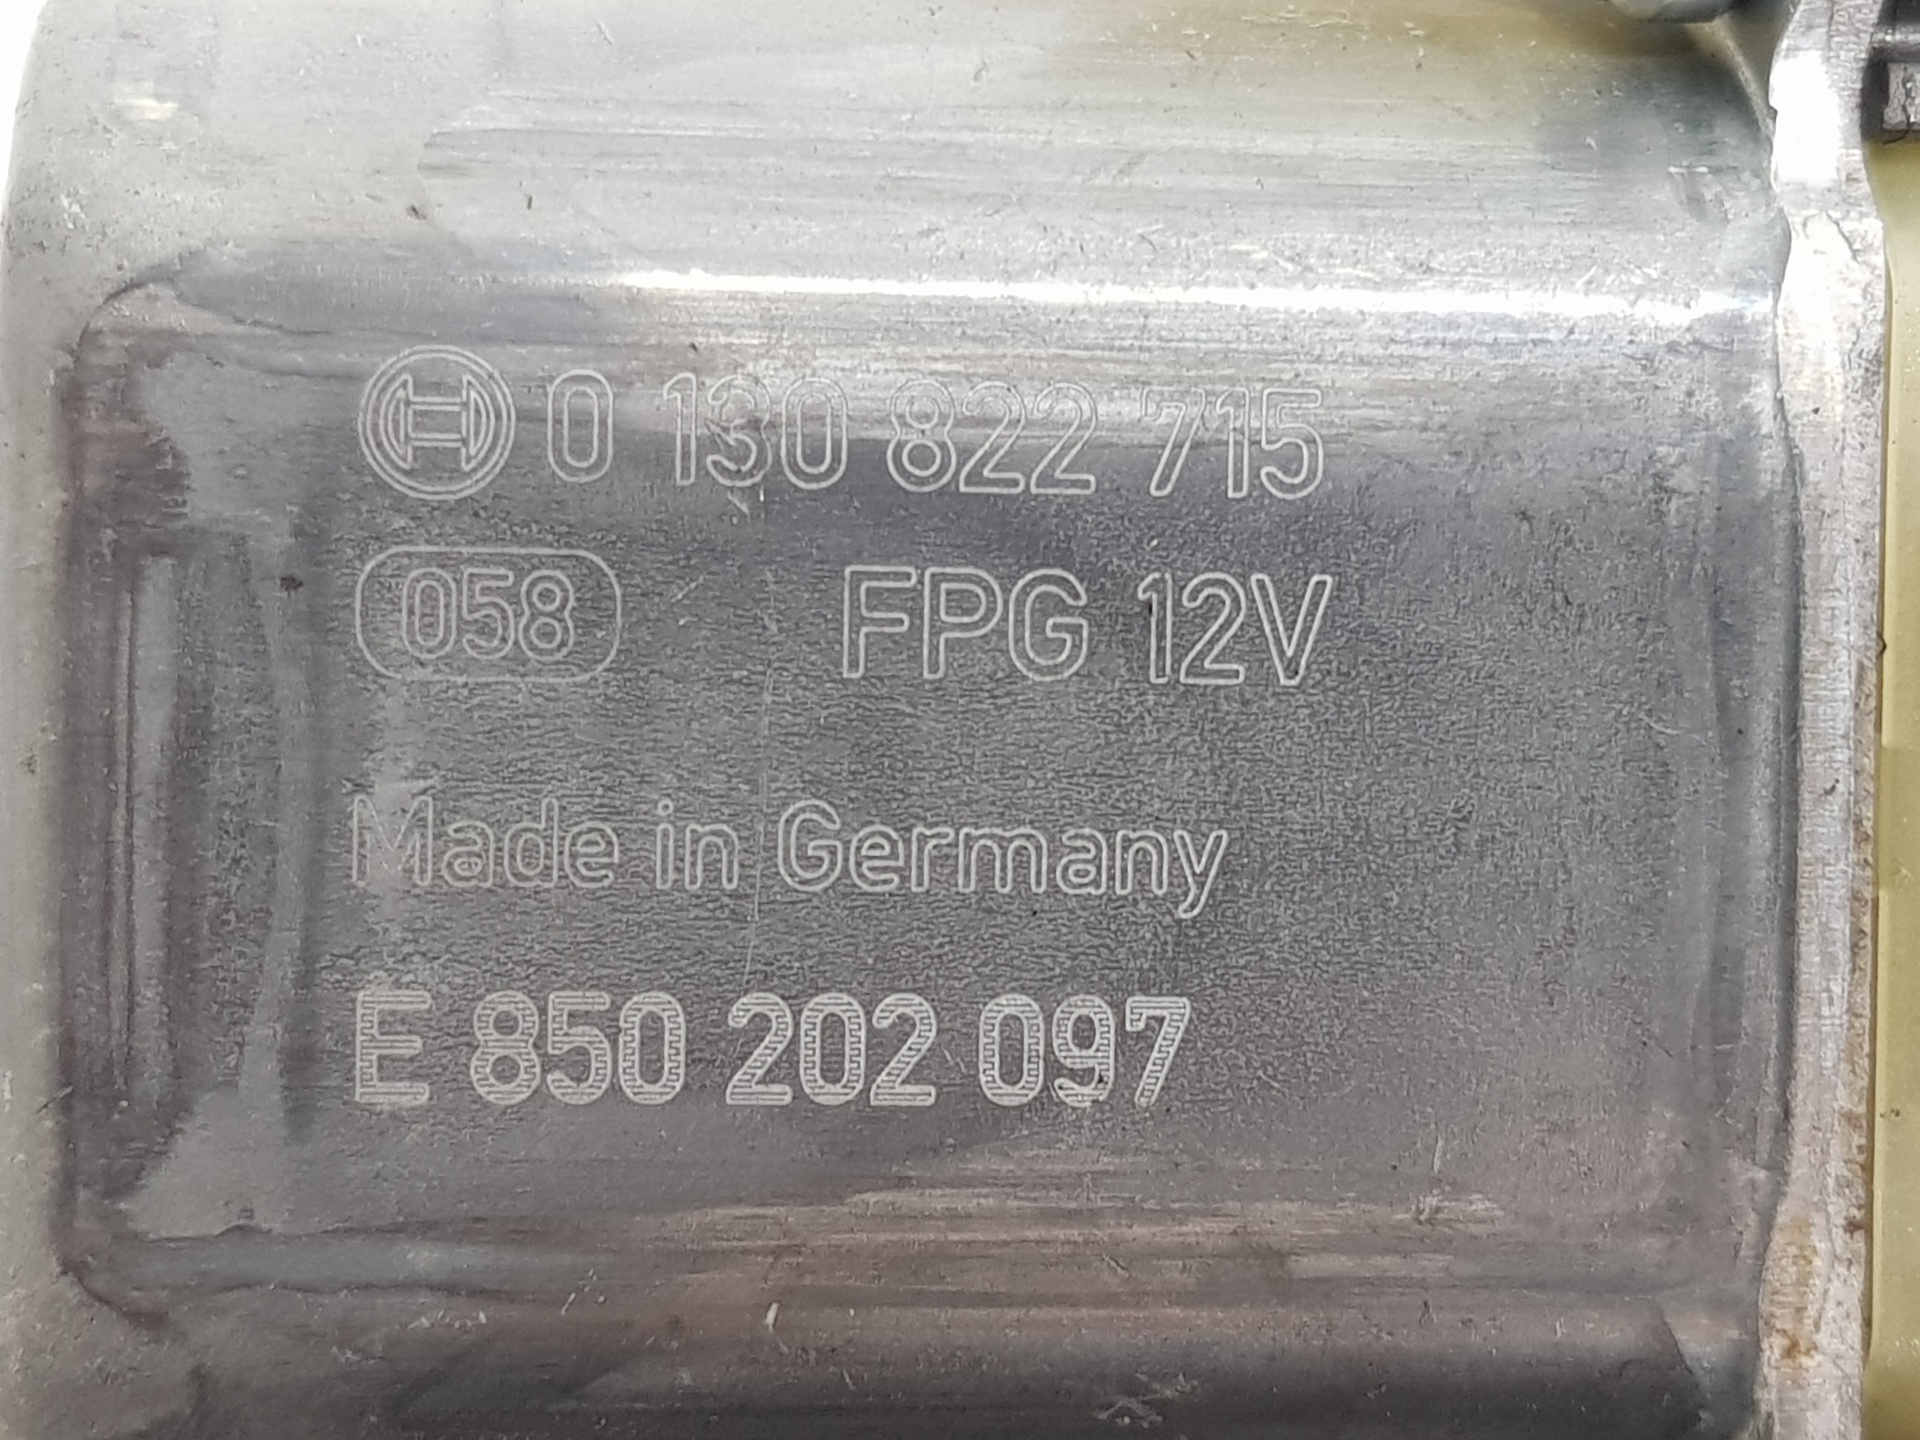 0 130 822 715
058 FPG 12V
Made in Germany
E 850 202 097